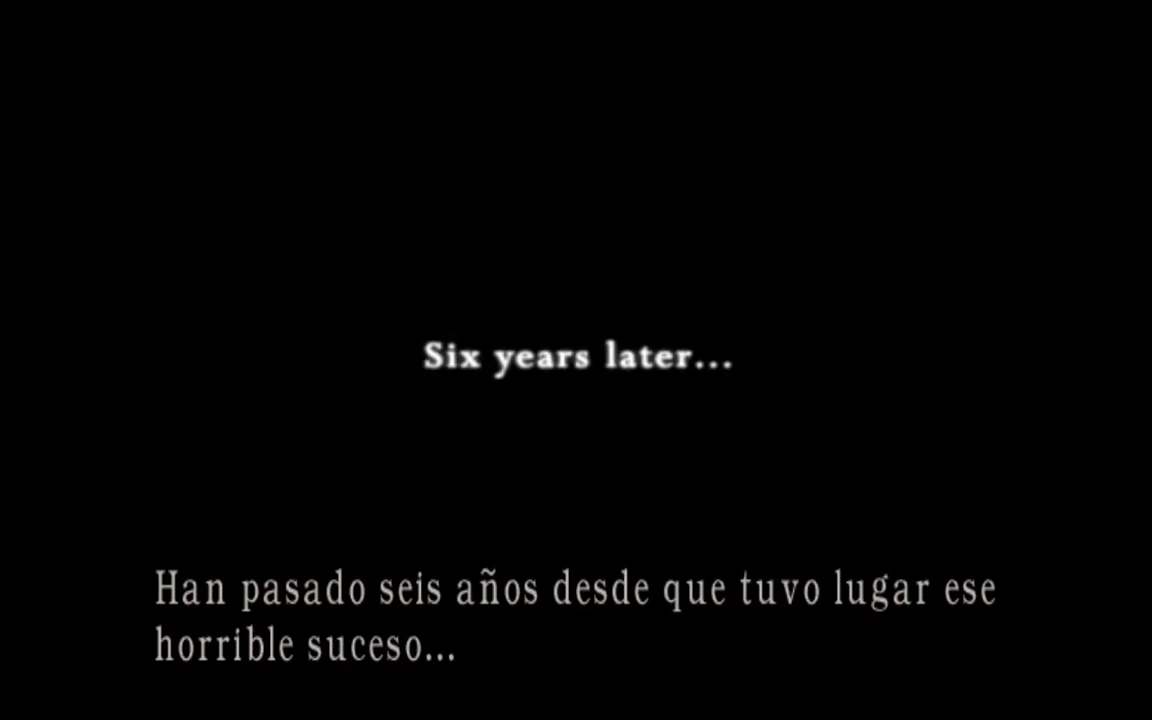 Six years later...
Han pasado seis años desde que tuvo lugar ese
horrible suceso...